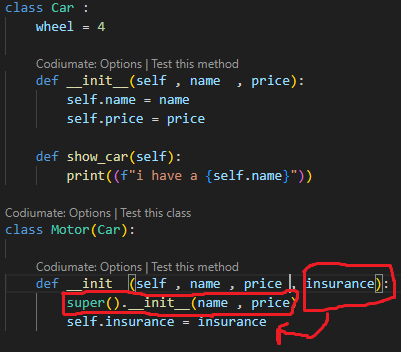 class Car :
wheel = 4
Codiumate: Options | Test this method
def __init__(self , name  , price):
self.name = name
self.price = price
def show_car(self):
print((f"i have a {self.name}"))
Codiumate: Options | Test this class
class Motor(Car):
Codiumate: Options | Test this method
def __init__(self , name , price , insurance):
super().__init__(name , price)
self.insurance = insurance